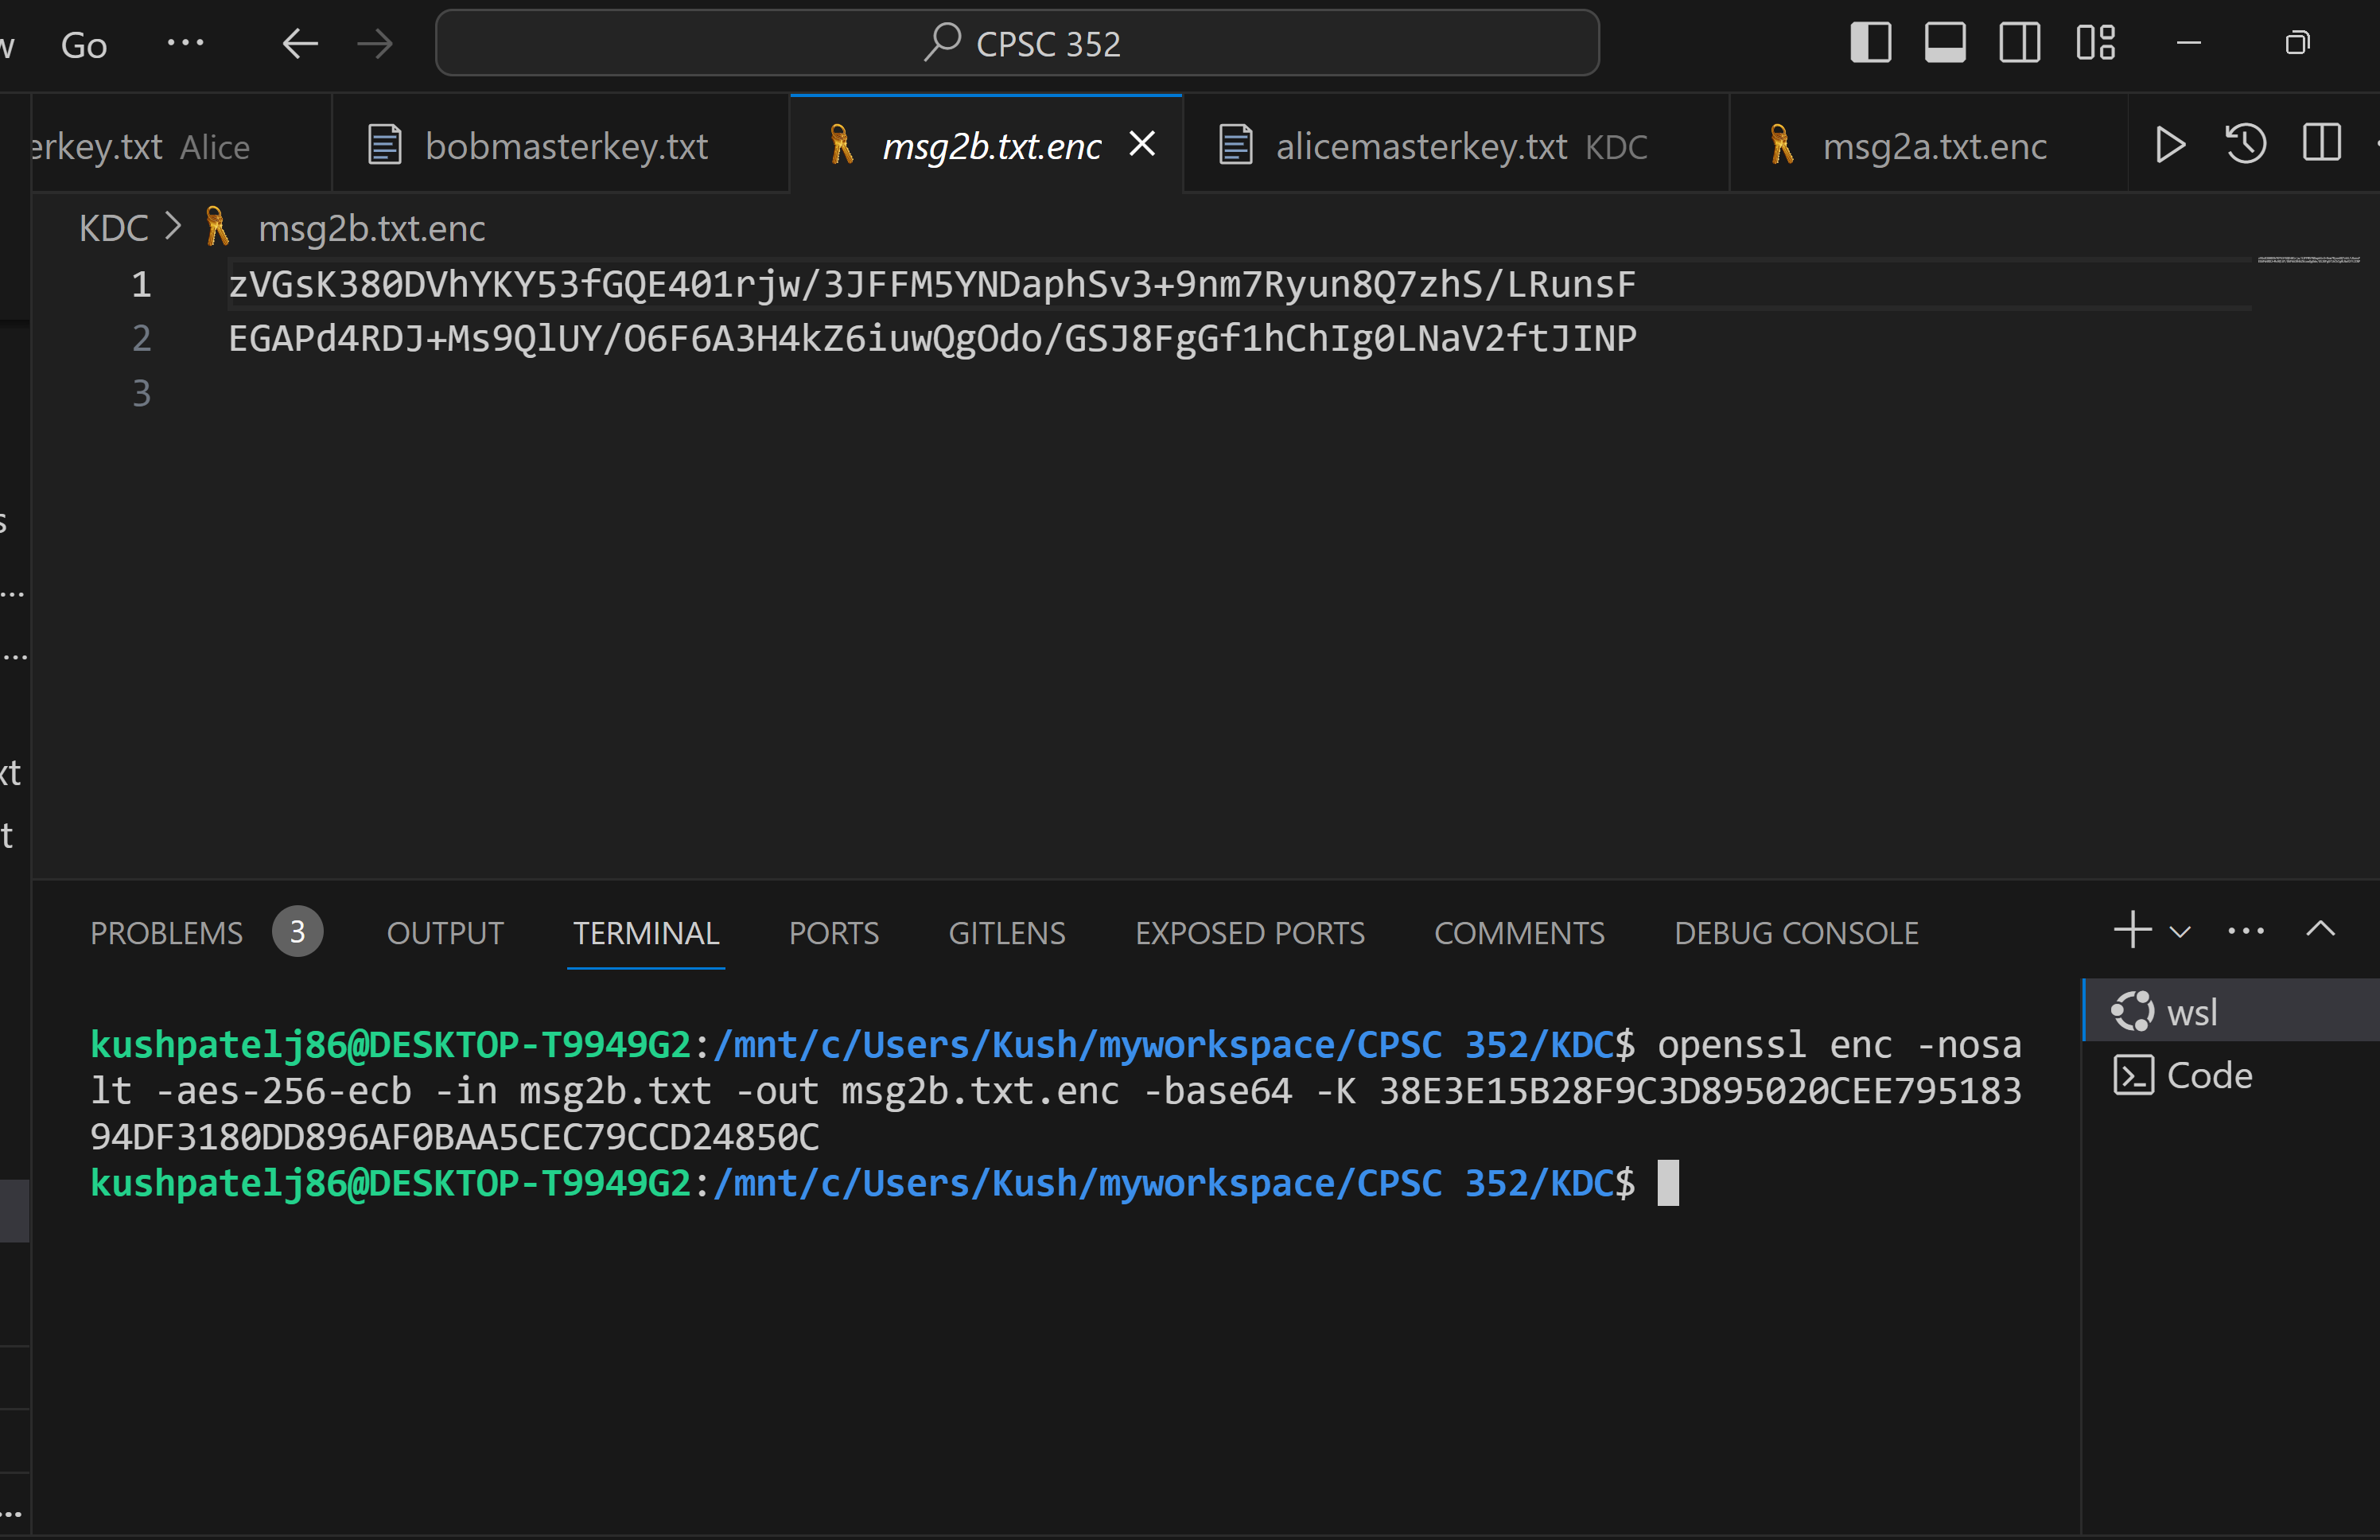 Go ··· CPSC 352
erkey.txt Alice bobmasterkey.txt msg2b.txt.enc alicemasterkey.txt KDC msg2a.txt.enc
KDC > msg2b.txt.enc
1 zVGsK380DVhYKY53fGQE401rjw/3JFFM5YNDaphSv3+9nm7Ryun8Q7zhS/LRunsF
2 EGAPd4RDJ+Ms9QlUY/O6F6A3H4kZ6iuwQgOdo/GSJ8FgGf1hChIg0LNaV2ftJINP
3
s
...
...
xt
t
PROBLEMS 3 OUTPUT TERMINAL PORTS GITLENS EXPOSED PORTS COMMENTS DEBUG CONSOLE
wsl
Code
kushpatelj86@DESKTOP-T9949G2:/mnt/c/Users/Kush/myworkspace/CPSC 352/KDC$ openssl enc -nosa
lt -aes-256-ecb -in msg2b.txt -out msg2b.txt.enc -base64 -K 38E3E15B28F9C3D895020CEE795183
94DF3180DD896AF0BAA5CEC79CCD24850C
kushpatelj86@DESKTOP-T9949G2:/mnt/c/Users/Kush/myworkspace/CPSC 352/KDC$
...